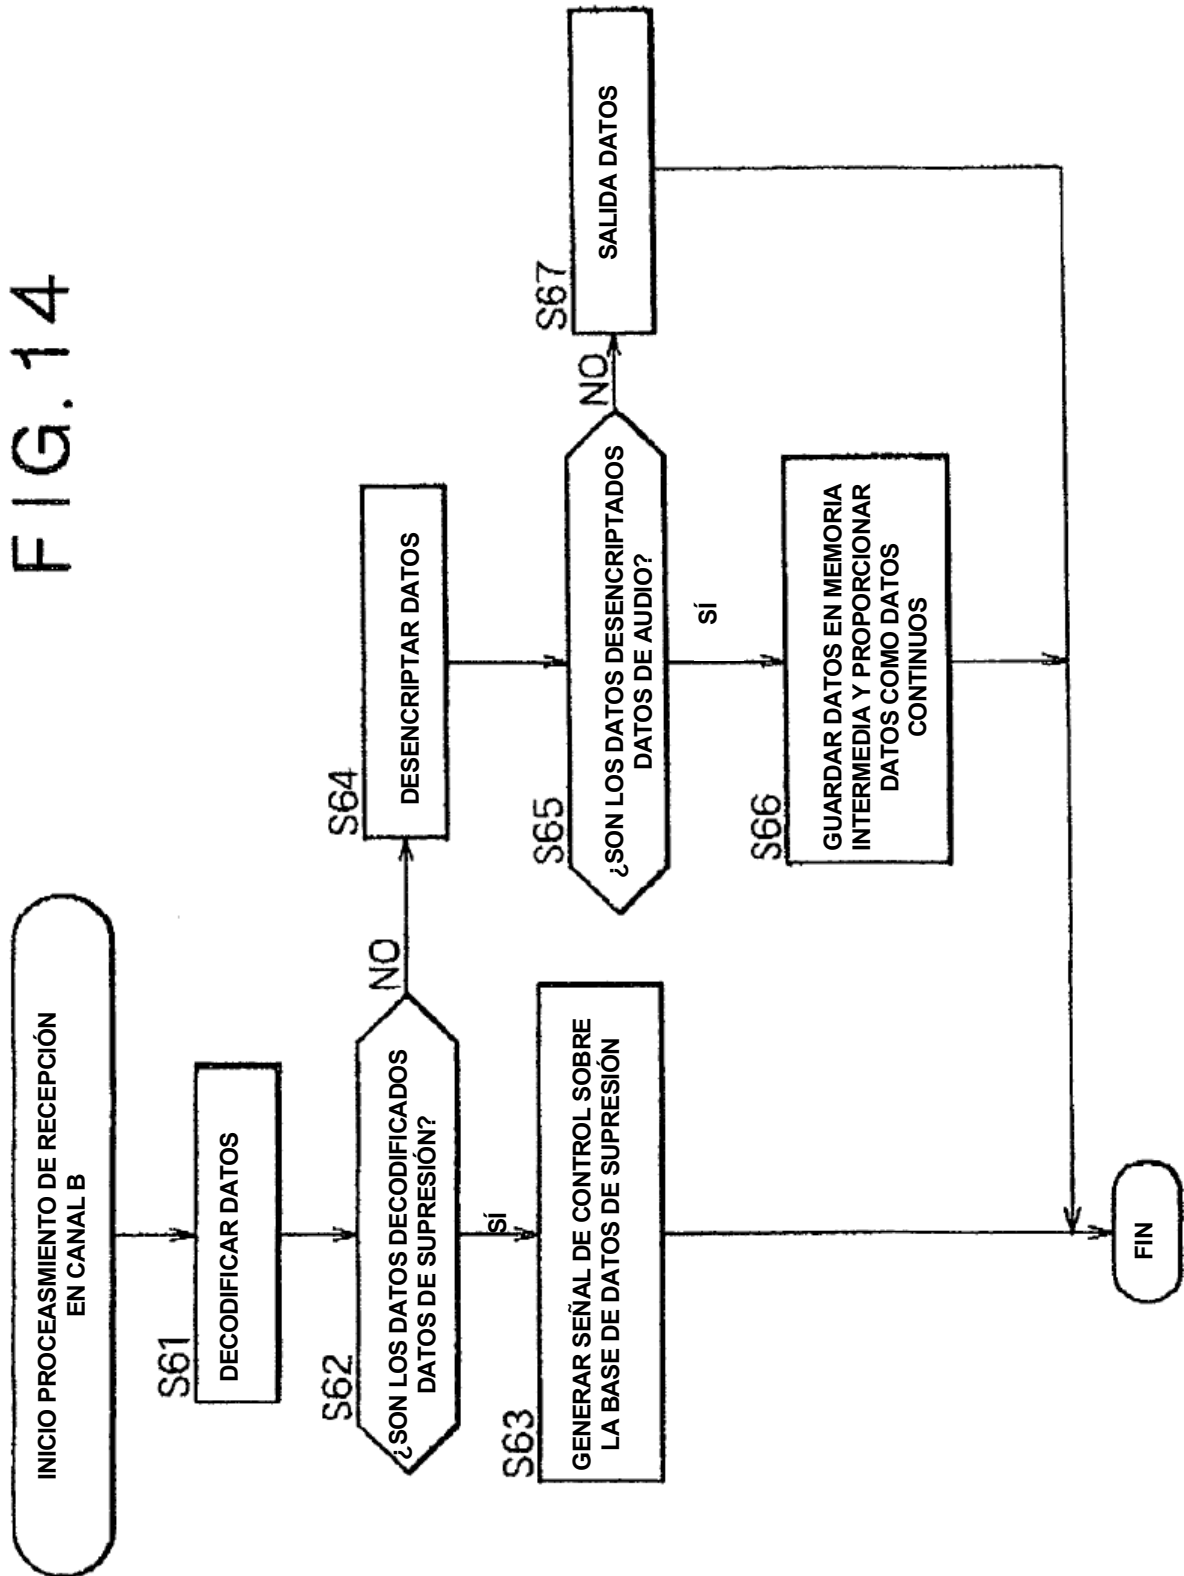 FIG. 14
INICIO PROCEASMIENTO DE RECEPCIÓN
EN CANAL B
S61
DECODIFICAR DATOS
S62
¿SON LOS DATOS DECODIFICADOS
DATOS DE SUPRESIÓN?
NO
SÍ
S63
GENERAR SEÑAL DE CONTROL SOBRE
LA BASE DE DATOS DE SUPRESIÓN
S64
DESENCRIPTAR DATOS
S65
¿SON LOS DATOS DESENCRIPTADOS
DATOS DE AUDIO?
NO
SÍ
S66
GUARDAR DATOS EN MEMORIA
INTERMEDIA Y PROPORCIONAR
DATOS COMO DATOS
CONTINUOS
S67
SALIDA DATOS
FIN